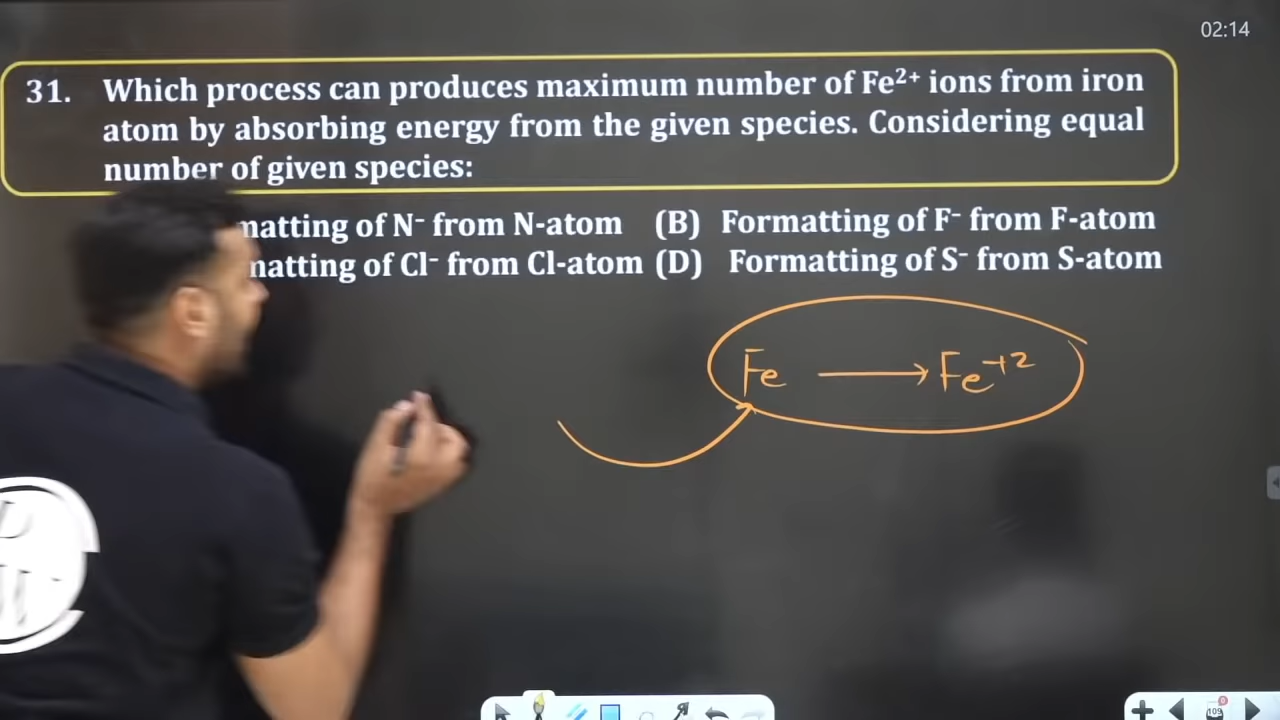 02:14
31. Which process can produces maximum number of Fe²⁺ ions from iron
atom by absorbing energy from the given species. Considering equal
number of given species:
matting of N⁻ from N-atom (B) Formatting of F⁻ from F-atom
matting of Cl⁻ from Cl-atom (D) Formatting of S⁻ from S-atom
Fe ⟶ Fe⁺²
109